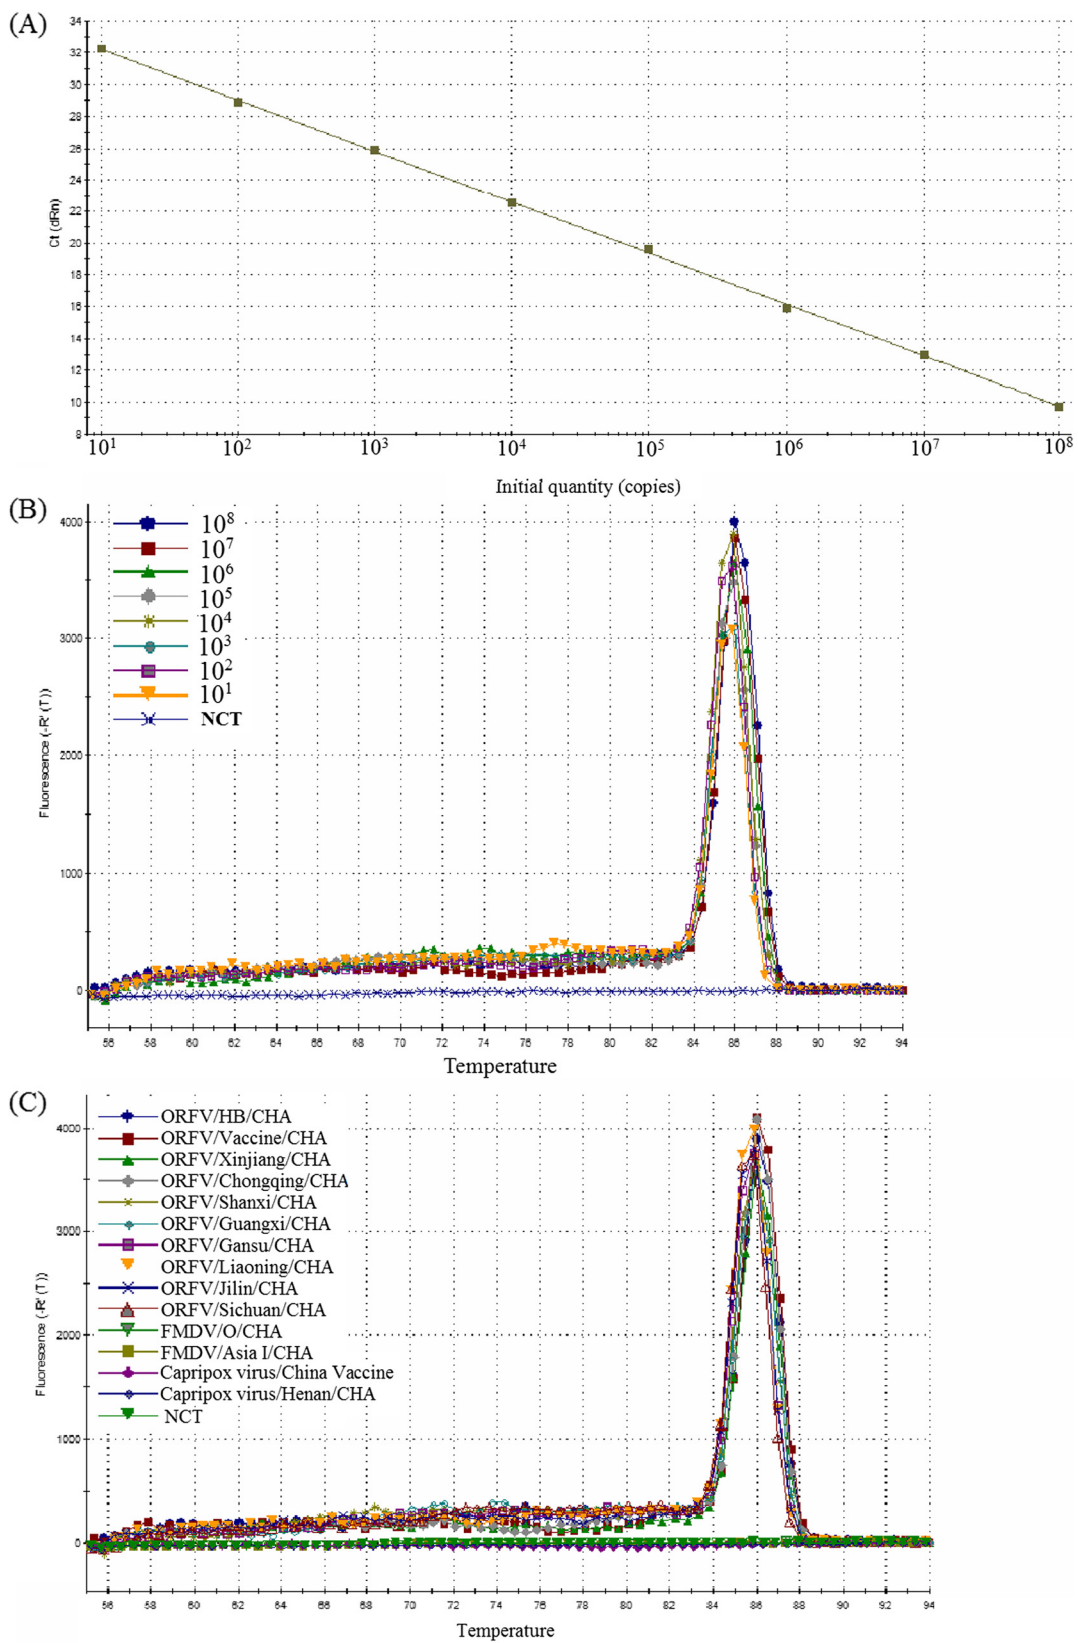 (A)
34
32
30
28
26
24
22
20
18
16
14
12
10
8
Ct (dRn)
10¹ 10² 10³ 10⁴ 10⁵ 10⁶ 10⁷ 10⁸
Initial quantity (copies)
(B)
10⁸
10⁷
10⁶
10⁵
10⁴
10³
10²
10¹
NCT
4000
3000
2000
1000
0
Fluorescence (-R' (T))
56 58 60 62 64 66 68 70 72 74 76 78 80 82 84 86 88 90 92 94
Temperature
(C)
ORFV/HB/CHA
ORFV/Vaccine/CHA
ORFV/Xinjiang/CHA
ORFV/Chongqing/CHA
ORFV/Shanxi/CHA
ORFV/Guangxi/CHA
ORFV/Gansu/CHA
ORFV/Liaoning/CHA
ORFV/Jilin/CHA
ORFV/Sichuan/CHA
FMDV/O/CHA
FMDV/Asia I/CHA
Capripox virus/China Vaccine
Capripox virus/Henan/CHA
NCT
4000
3000
2000
1000
0
Fluorescence (-R' (T))
56 58 60 62 64 66 68 70 72 74 76 78 80 82 84 86 88 90 92 94
Temperature